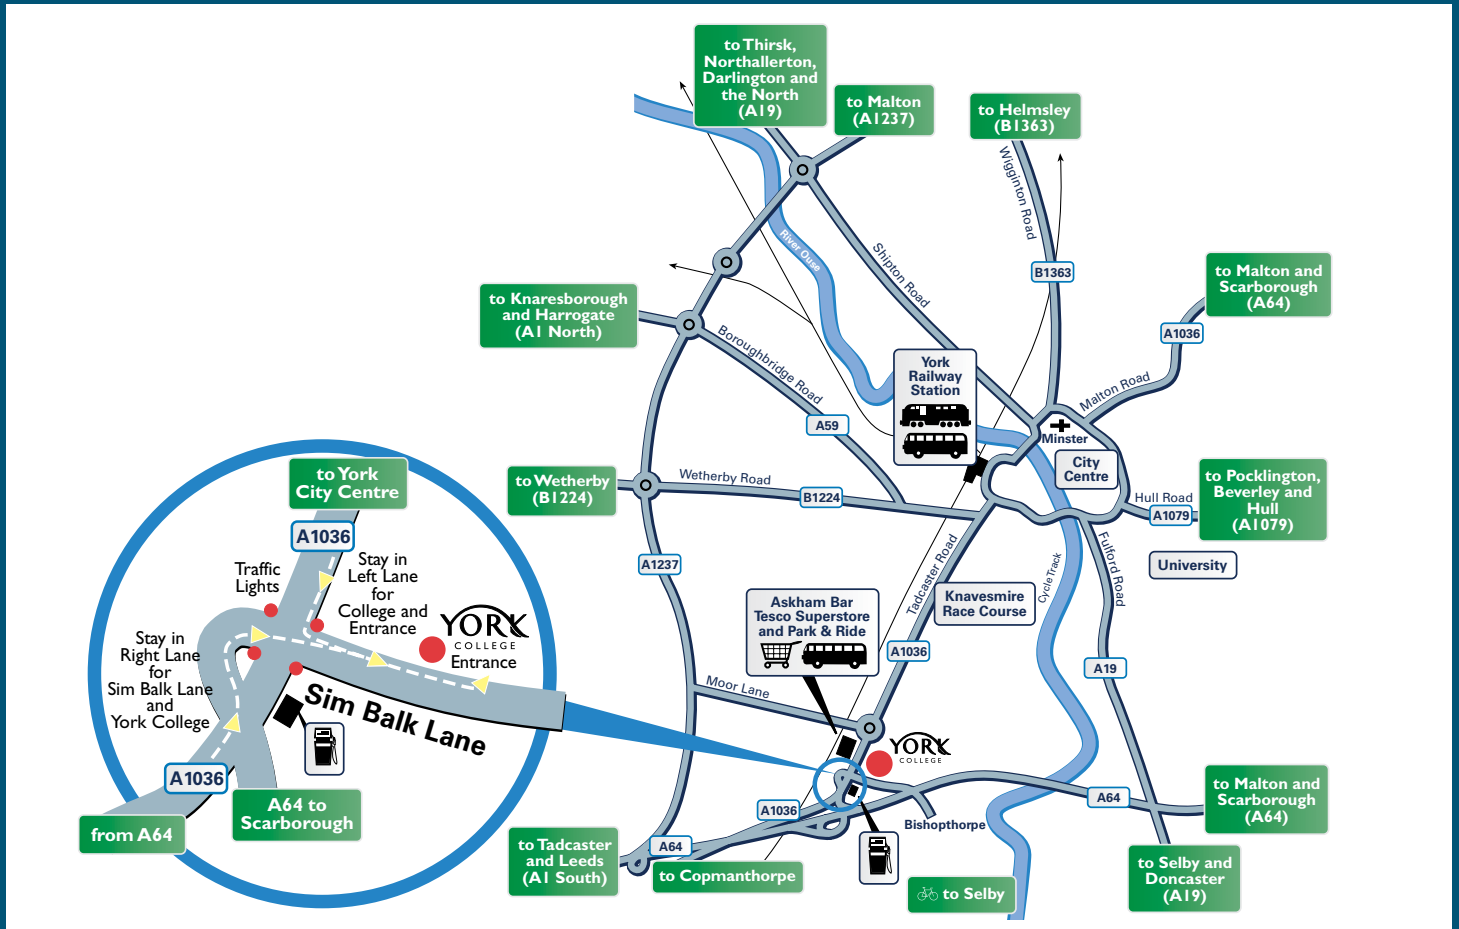 to Thirsk,
Northallerton,
Darlington and
the North
(A19)
to Malton
(A1237)
to Helmsley
(B1363)
Wigginton Road
River Ouse
Shipton Road
B1363
to Malton and
Scarborough
(A64)
A1036
Malton Road
to Knaresborough
and Harrogate
(A1 North)
Boroughbridge Road
A59
York
Railway
Station
Minster
City
Centre
to Wetherby
(B1224)
Wetherby Road
B1224
Hull Road
A1079
to Pocklington,
Beverley and
Hull
(A1079)
University
A1237
Tadcaster Road
Knavesmire
Race Course
Cycle Track
Fulford Road
Askham Bar
Tesco Superstore
and Park & Ride
A1036
A19
Moor Lane
YORK
COLLEGE
A1036
A64
Bishopthorpe
A64
to Malton and
Scarborough
(A64)
to Tadcaster
and Leeds
(A1 South)
to Copmanthorpe
to Selby
to Selby and
Doncaster
(A19)
to York
City Centre
A1036
Traffic
Lights
Stay in
Left Lane
for
College and
Entrance
YORK
COLLEGE
Entrance
Stay in
Right Lane
for
Sim Balk Lane
and
York College
Sim Balk Lane
A1036
from A64
A64 to
Scarborough